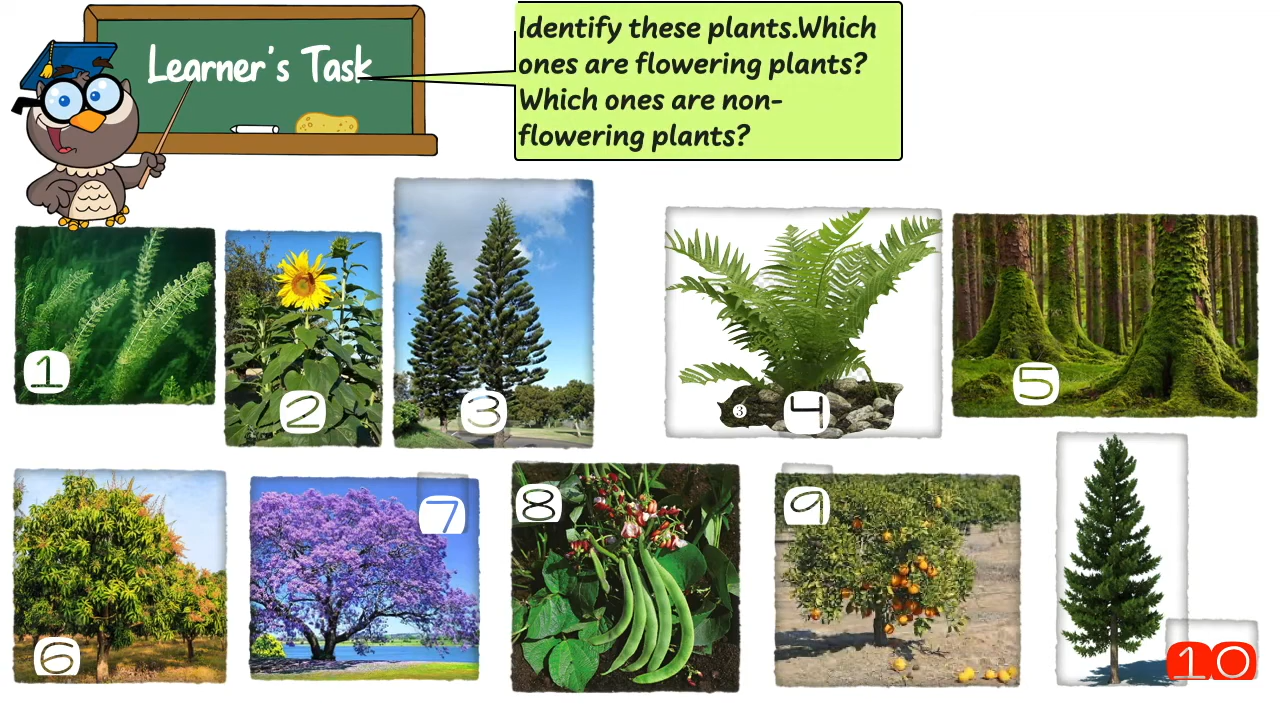 Learner's Task
Identify these plants.Which
ones are flowering plants?
Which ones are non-
flowering plants?
1
2
3
3
4
5
6
7
8
9
10